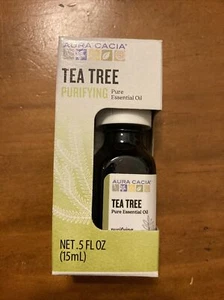 AURA CACIA
TEA TREE
PURIFYING Pure
Essential Oil
AURA CACIA
TEA TREE
Pure Essential Oil
purifying
NET .5 FL OZ
(15mL)